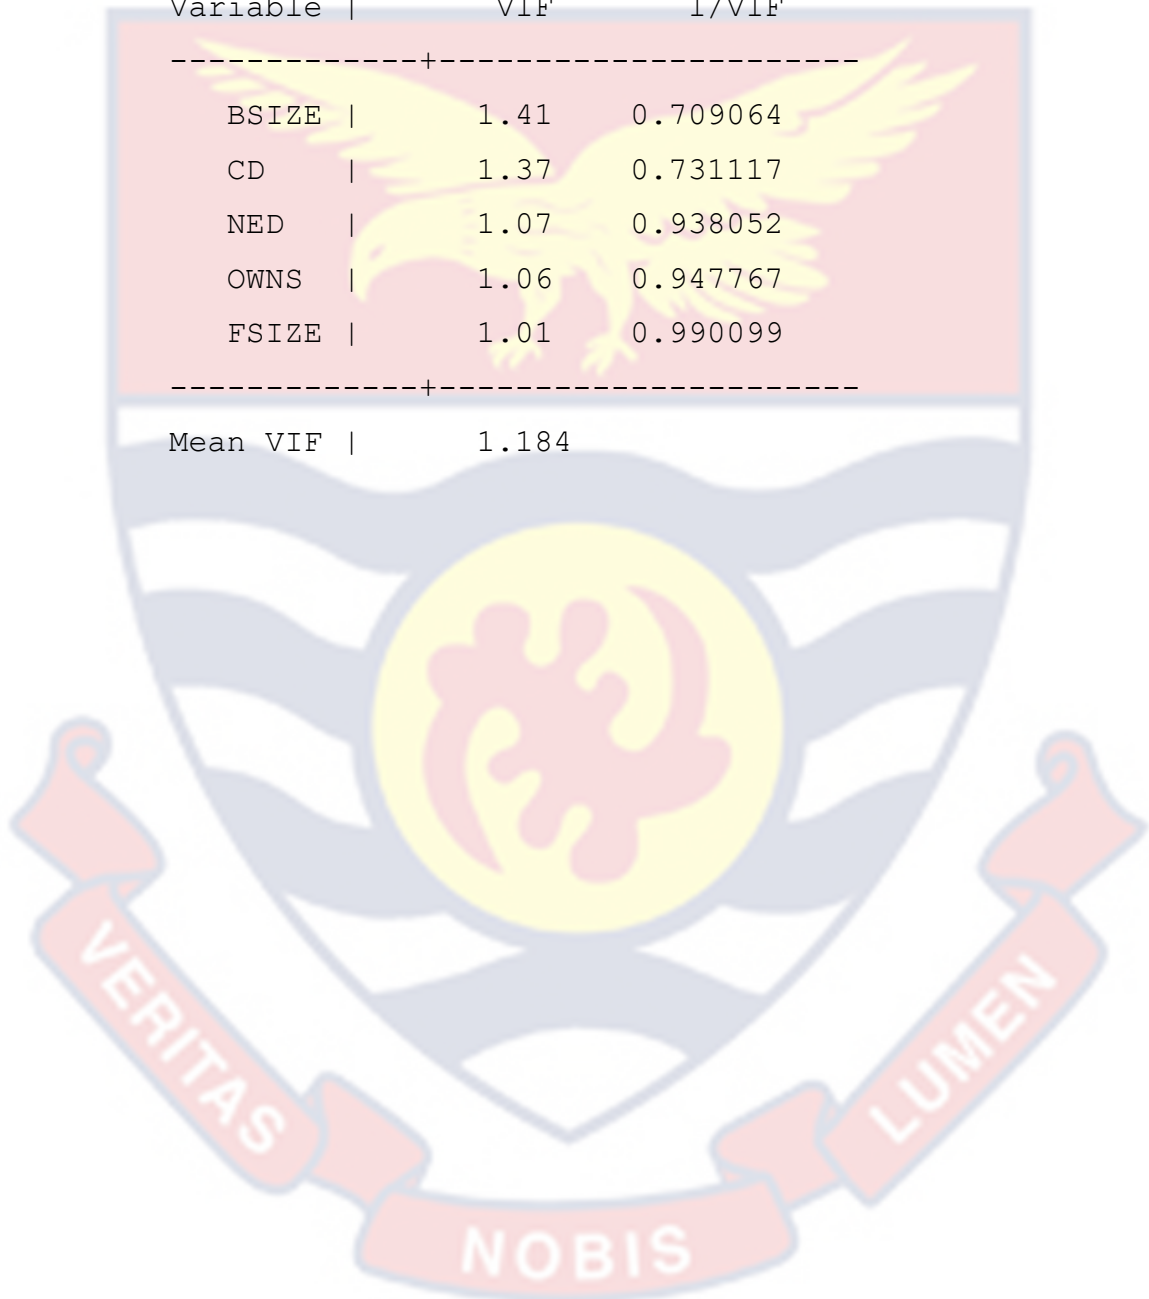 Variable |       VIF       1/VIF
-------------+----------------------
BSIZE |      1.41    0.709064
CD    |      1.37    0.731117
NED   |      1.07    0.938052
OWNS  |      1.06    0.947767
FSIZE |      1.01    0.990099
-------------+----------------------
Mean VIF |      1.184
VERITAS
NOBIS
LUMEN